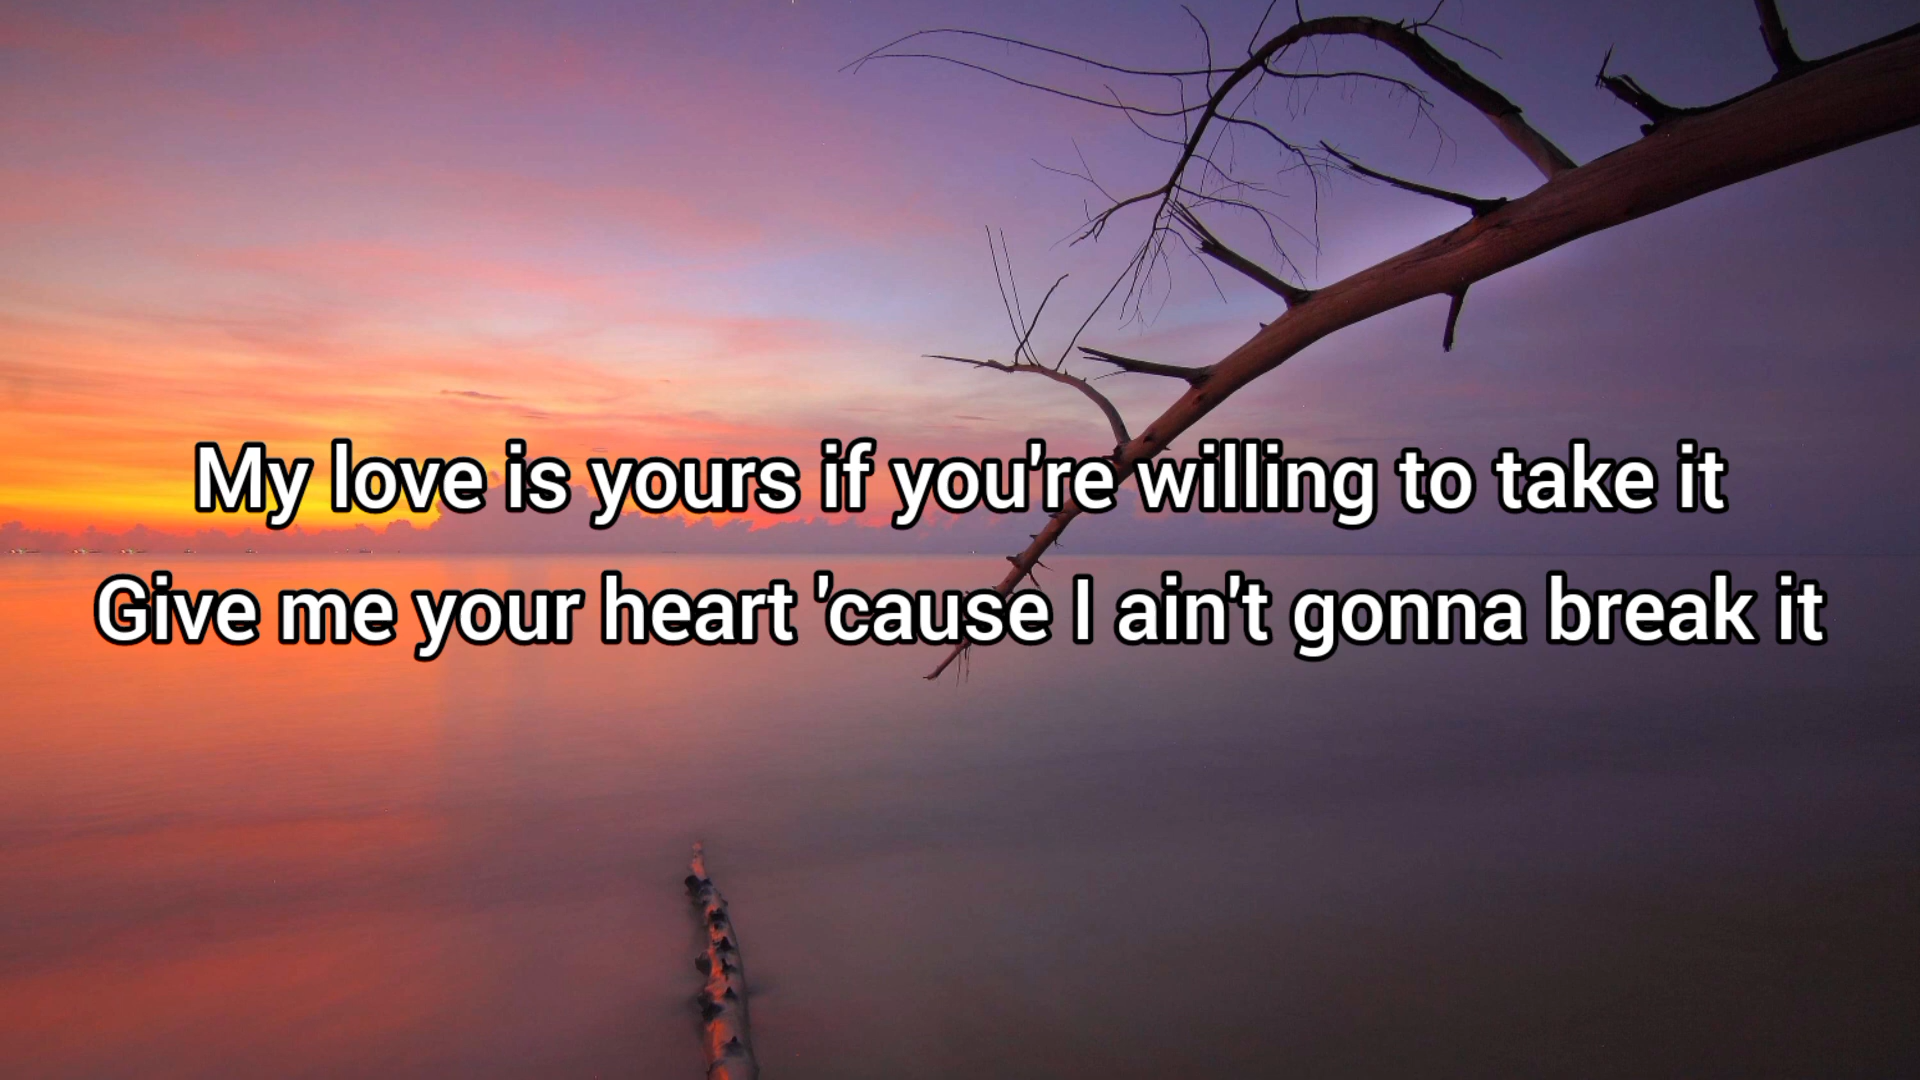 My love is yours if you're willing to take it
Give me your heart 'cause I ain't gonna break it